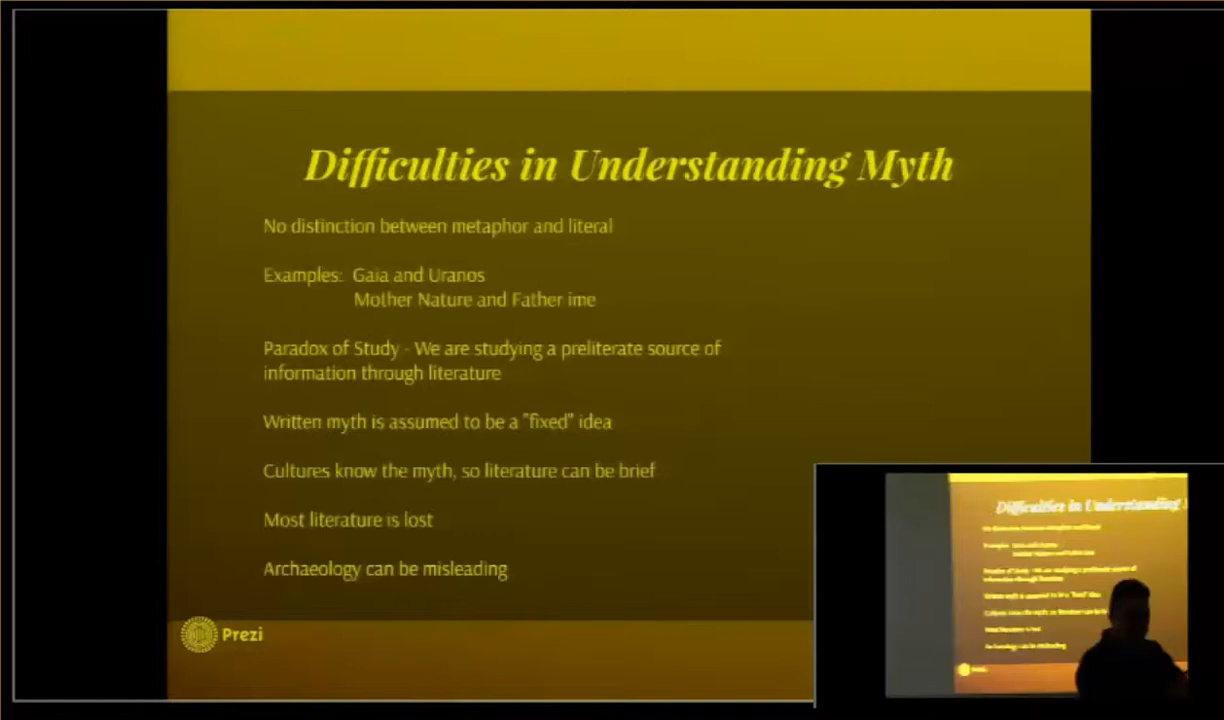 Difficulties in Understanding Myth
No distinction between metaphor and literal
Examples: Gaia and Uranos
Mother Nature and Father ime
Paradox of Study - We are studying a preliterate source of
information through literature
Written myth is assumed to be a "fixed" idea
Cultures know the myth, so literature can be brief
Most literature is lost
Archaeology can be misleading
Prezi
Difficulties in Understanding